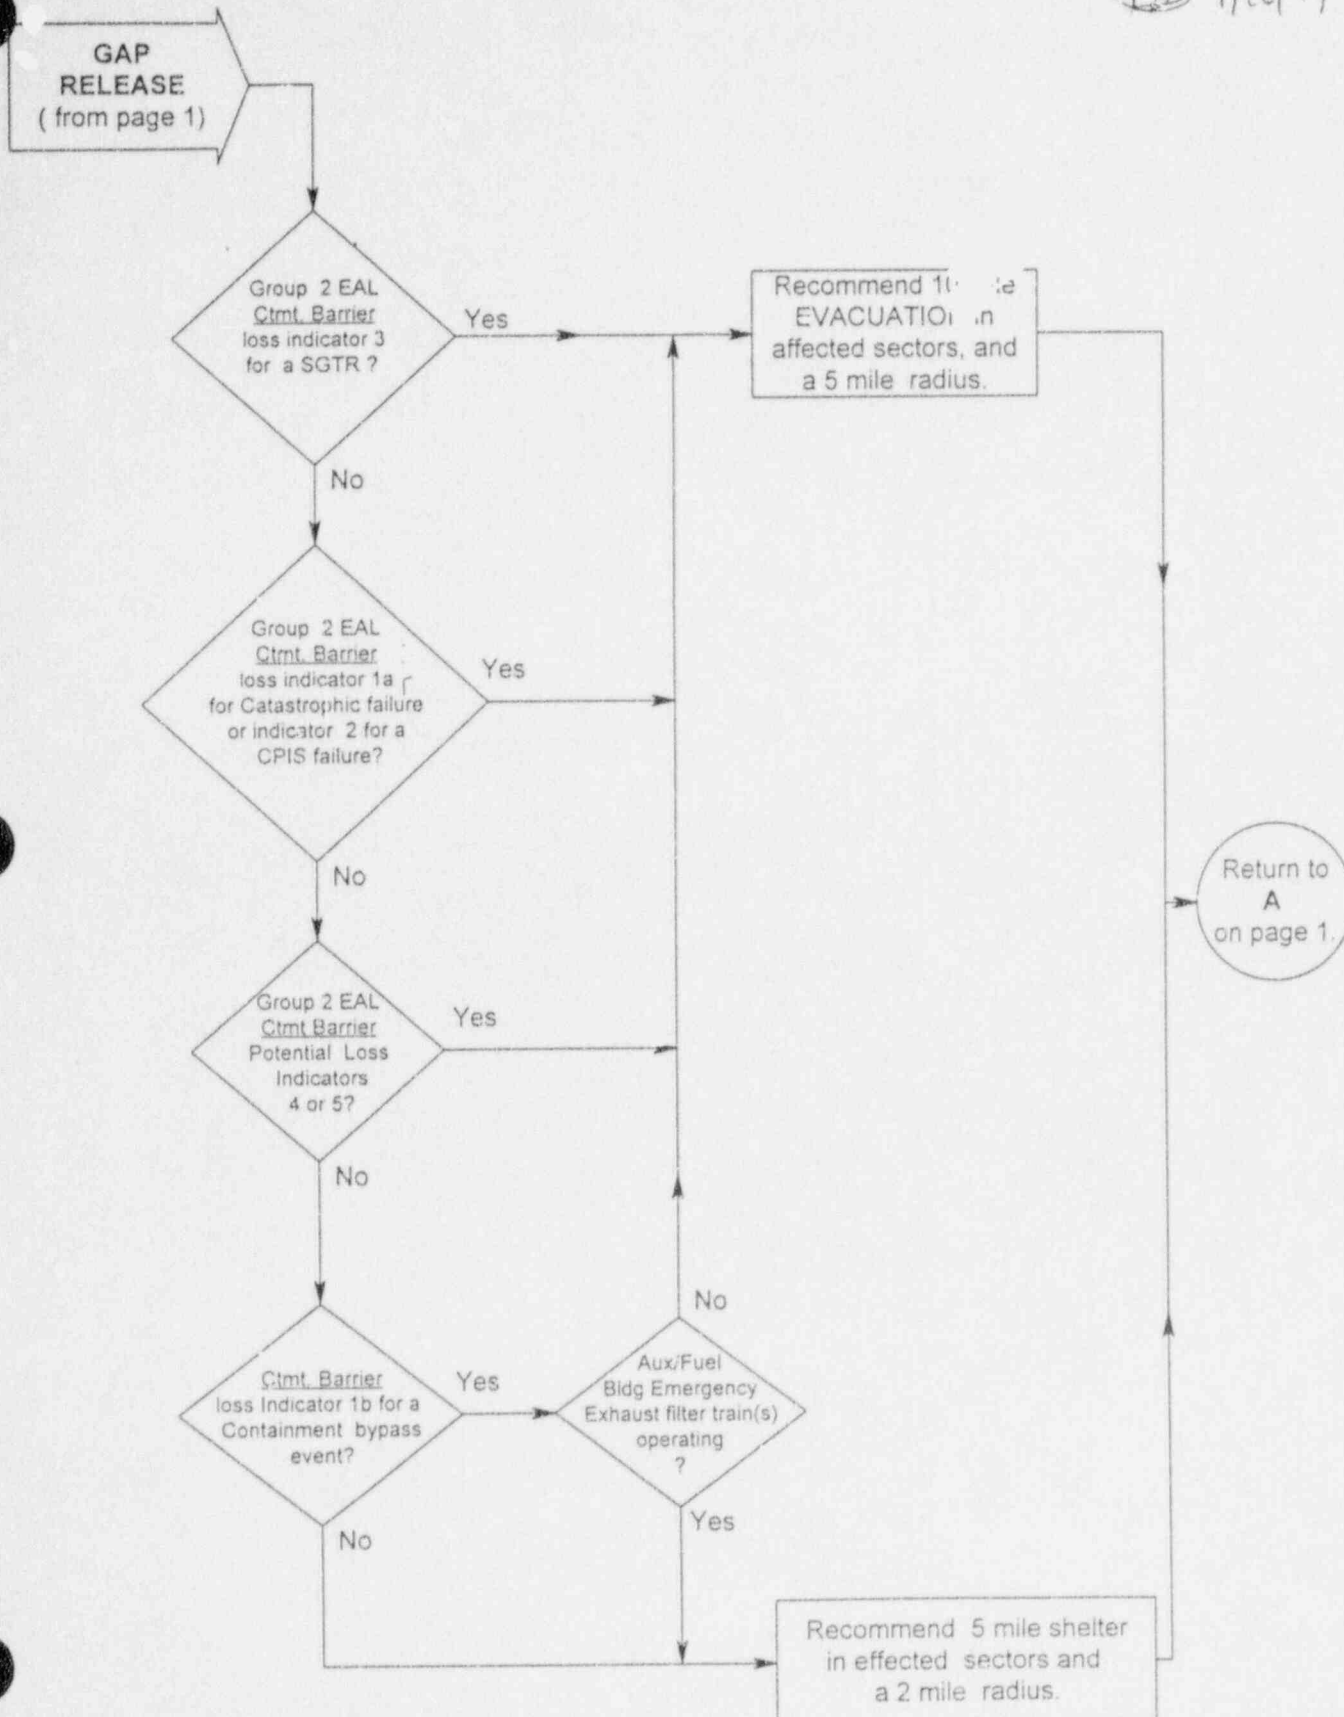 GAP
RELEASE
( from page 1)
Group 2 EAL
Ctmt. Barrier
loss indicator 3
for a SGTR ?
Yes
No
Recommend
EVACUATIO
affected sectors, and
a 5 mile radius.
Group 2 EAL
Ctmt. Barrier
loss indicator 1a
for Catastrophic failure
or indicator 2 for a
CPIS failure?
Yes
No
Return to
A
on page 1.
Group 2 EAL
Ctmt Barrier
Potential Loss
Indicators
4 or 5?
Yes
No
Ctmt. Barrier
loss Indicator 1b for a
Containment bypass
event?
Yes
No
Aux/Fuel
Bldg Emergency
Exhaust filter train(s)
operating
?
No
Yes
Recommend 5 mile shelter
in effected sectors and
a 2 mile radius.